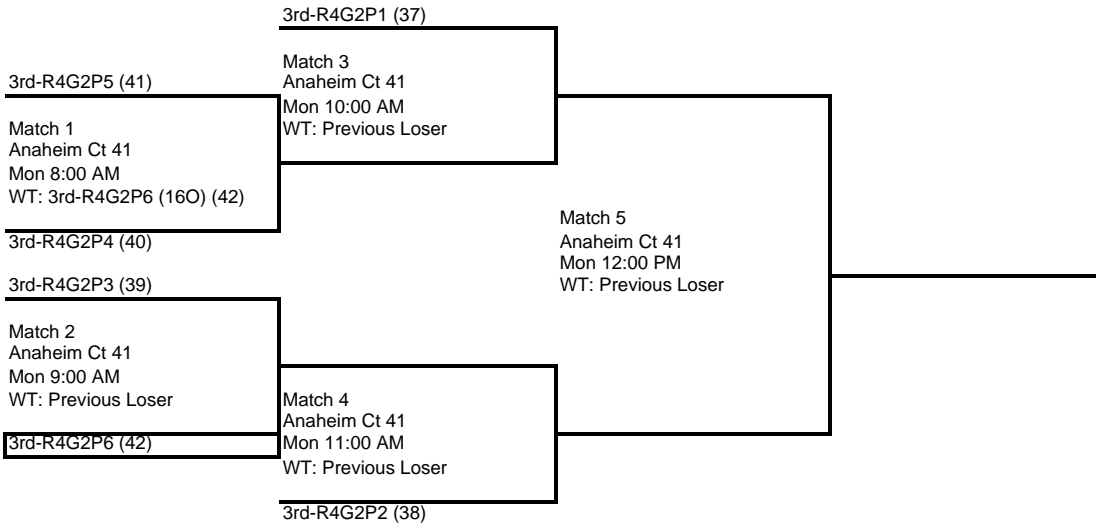 3rd-R4G2P1 (37)
Match 3
Anaheim Ct 41
Mon 10:00 AM
WT: Previous Loser
3rd-R4G2P5 (41)
Match 1
Anaheim Ct 41
Mon 8:00 AM
WT: 3rd-R4G2P6 (16O) (42)
3rd-R4G2P4 (40)
Match 5
Anaheim Ct 41
Mon 12:00 PM
WT: Previous Loser
3rd-R4G2P3 (39)
Match 2
Anaheim Ct 41
Mon 9:00 AM
WT: Previous Loser
3rd-R4G2P6 (42)
Match 4
Anaheim Ct 41
Mon 11:00 AM
WT: Previous Loser
3rd-R4G2P2 (38)